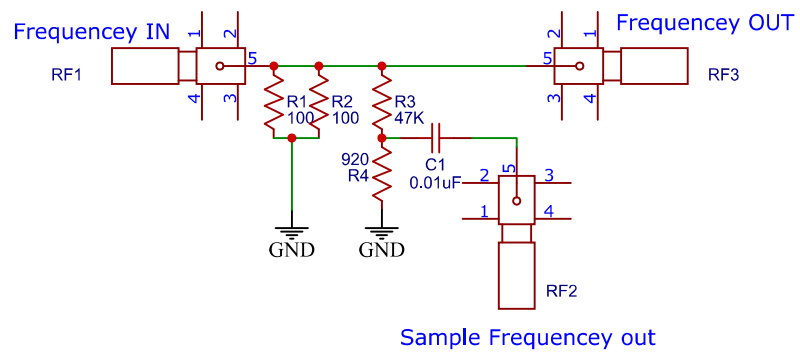 Frequencey IN
Frequencey OUT
1 2
2 1
5
5
RF1
RF3
4 3
3 4
R1
100
R2
100
R3
47K
920
R4
C1
0.01uF
5
2 3
1 4
GND
GND
RF2
Sample Frequencey out